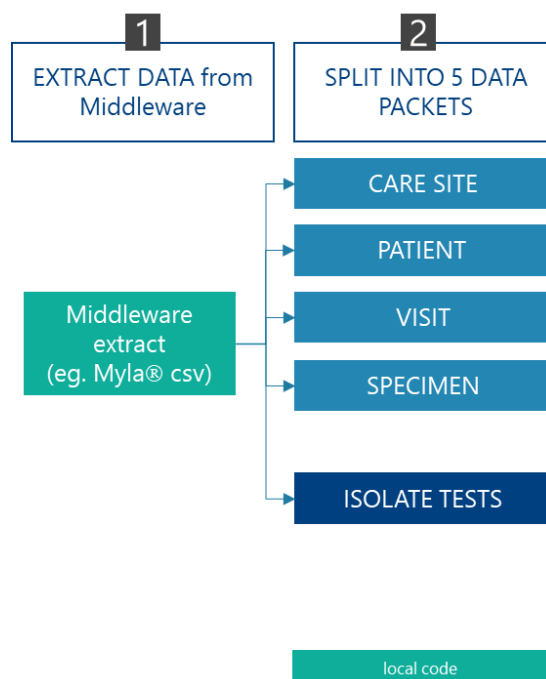 1
EXTRACT DATA from
Middleware
2
SPLIT INTO 5 DATA
PACKETS
CARE SITE
PATIENT
VISIT
SPECIMEN
Middleware
extract
(eg. Myla® csv)
ISOLATE TESTS
local code